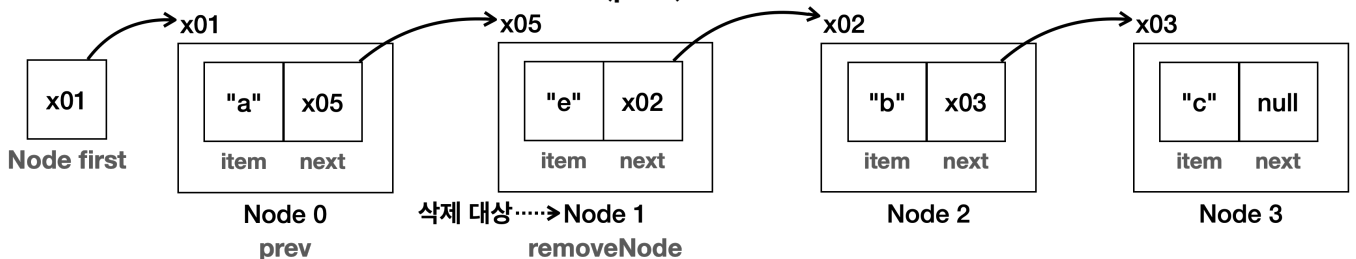 x01 x05 x02 x03
x01 "a" x05 "e" x02 "b" x03 "c" null
Node first item next item next item next item next
Node 0 삭제 대상 Node 1 Node 2 Node 3
prev removeNode